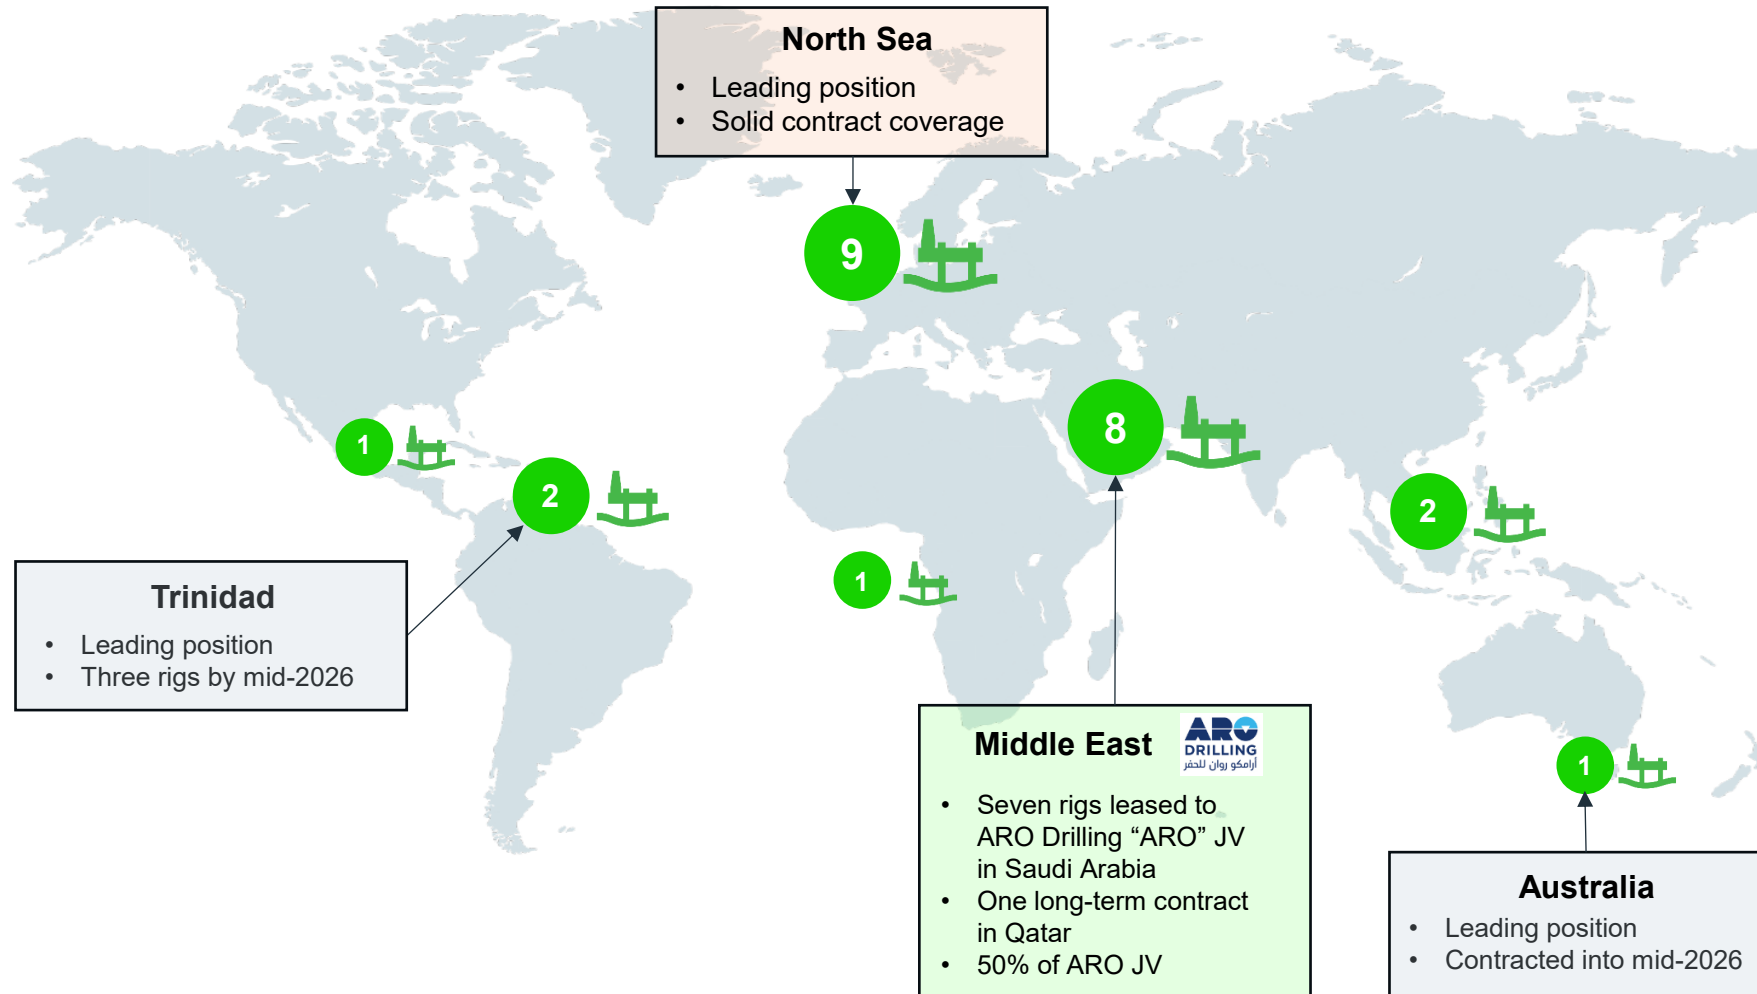 North Sea
• Leading position
• Solid contract coverage
9
8
1
2
2
1
Trinidad
• Leading position
• Three rigs by mid-2026
Middle East
ARO
DRILLING
أرامكو روان للحفر
• Seven rigs leased to
ARO Drilling “ARO” JV
in Saudi Arabia
• One long-term contract
in Qatar
• 50% of ARO JV
1
Australia
• Leading position
• Contracted into mid-2026